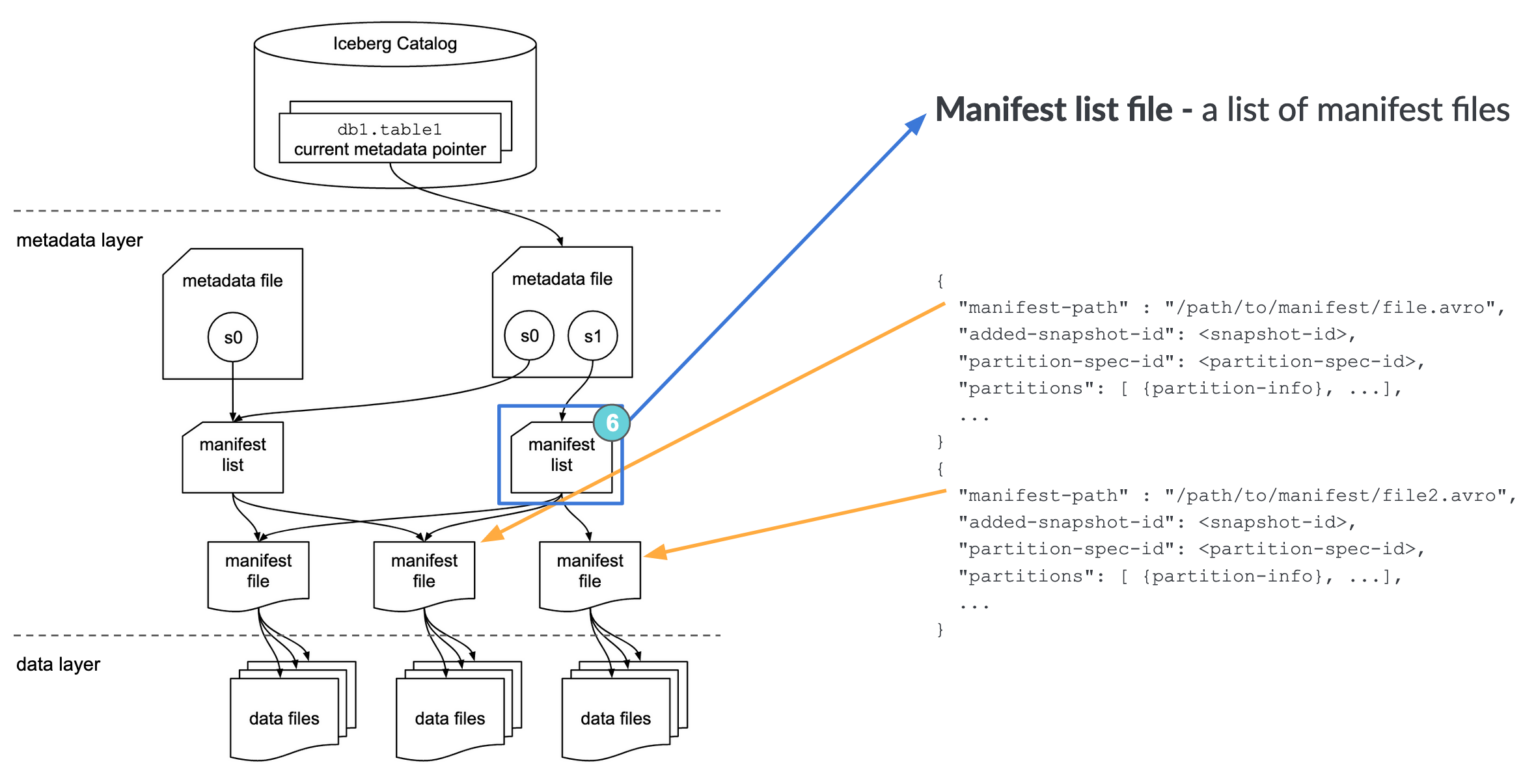 Iceberg Catalog
db1.table1
current metadata pointer
Manifest list file - a list of manifest files
metadata layer
metadata file
s0
metadata file
s0
s1
manifest
list
6
manifest
list
manifest
file
manifest
file
manifest
file
data layer
data files
data files
data files
{
"manifest-path" : "/path/to/manifest/file.avro",
"added-snapshot-id": <snapshot-id>,
"partition-spec-id": <partition-spec-id>,
"partitions": [ {partition-info}, ...],
...
}
{
"manifest-path" : "/path/to/manifest/file2.avro",
"added-snapshot-id": <snapshot-id>,
"partition-spec-id": <partition-spec-id>,
"partitions": [ {partition-info}, ...],
...
}